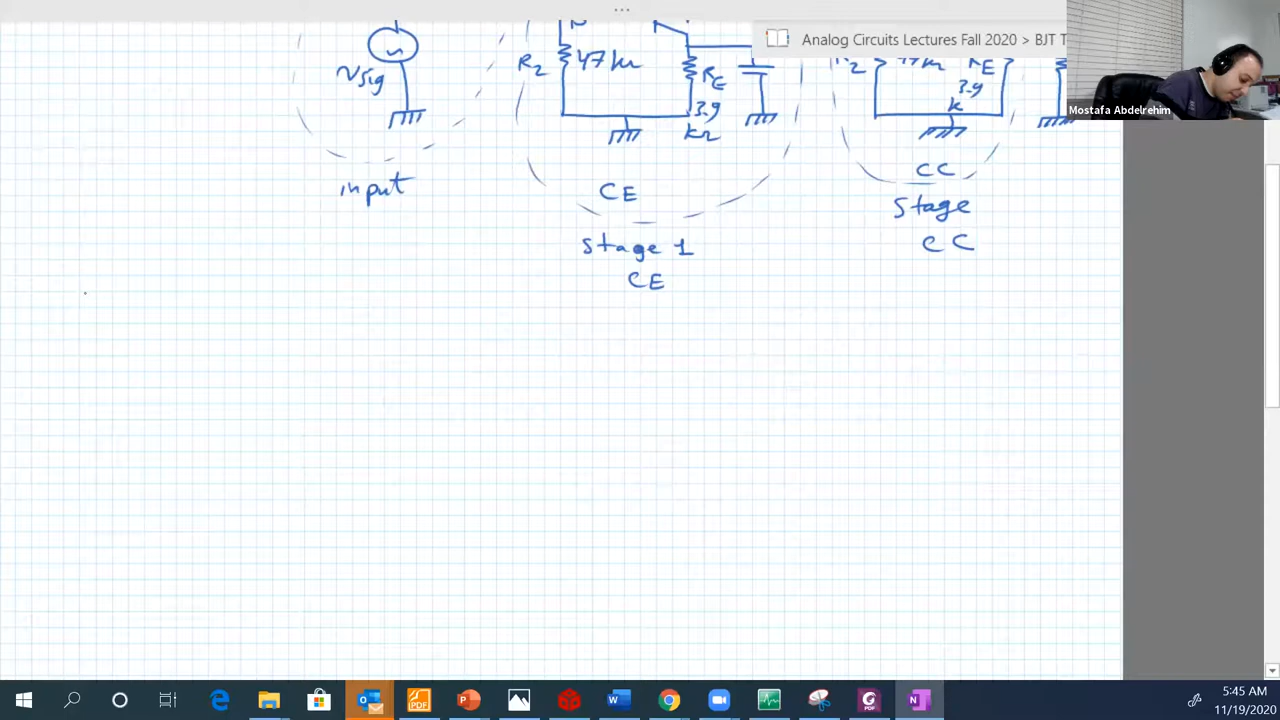 Analog Circuits Lectures Fall 2020 > BJT T
Mostafa Abdelrehim
Vsig
input
R2 47 kΩ
RE
3.9
kΩ
CE
Stage 1
CE
R2
RE
3.9
k
CC
Stage
CC
5:45 AM
11/19/2020